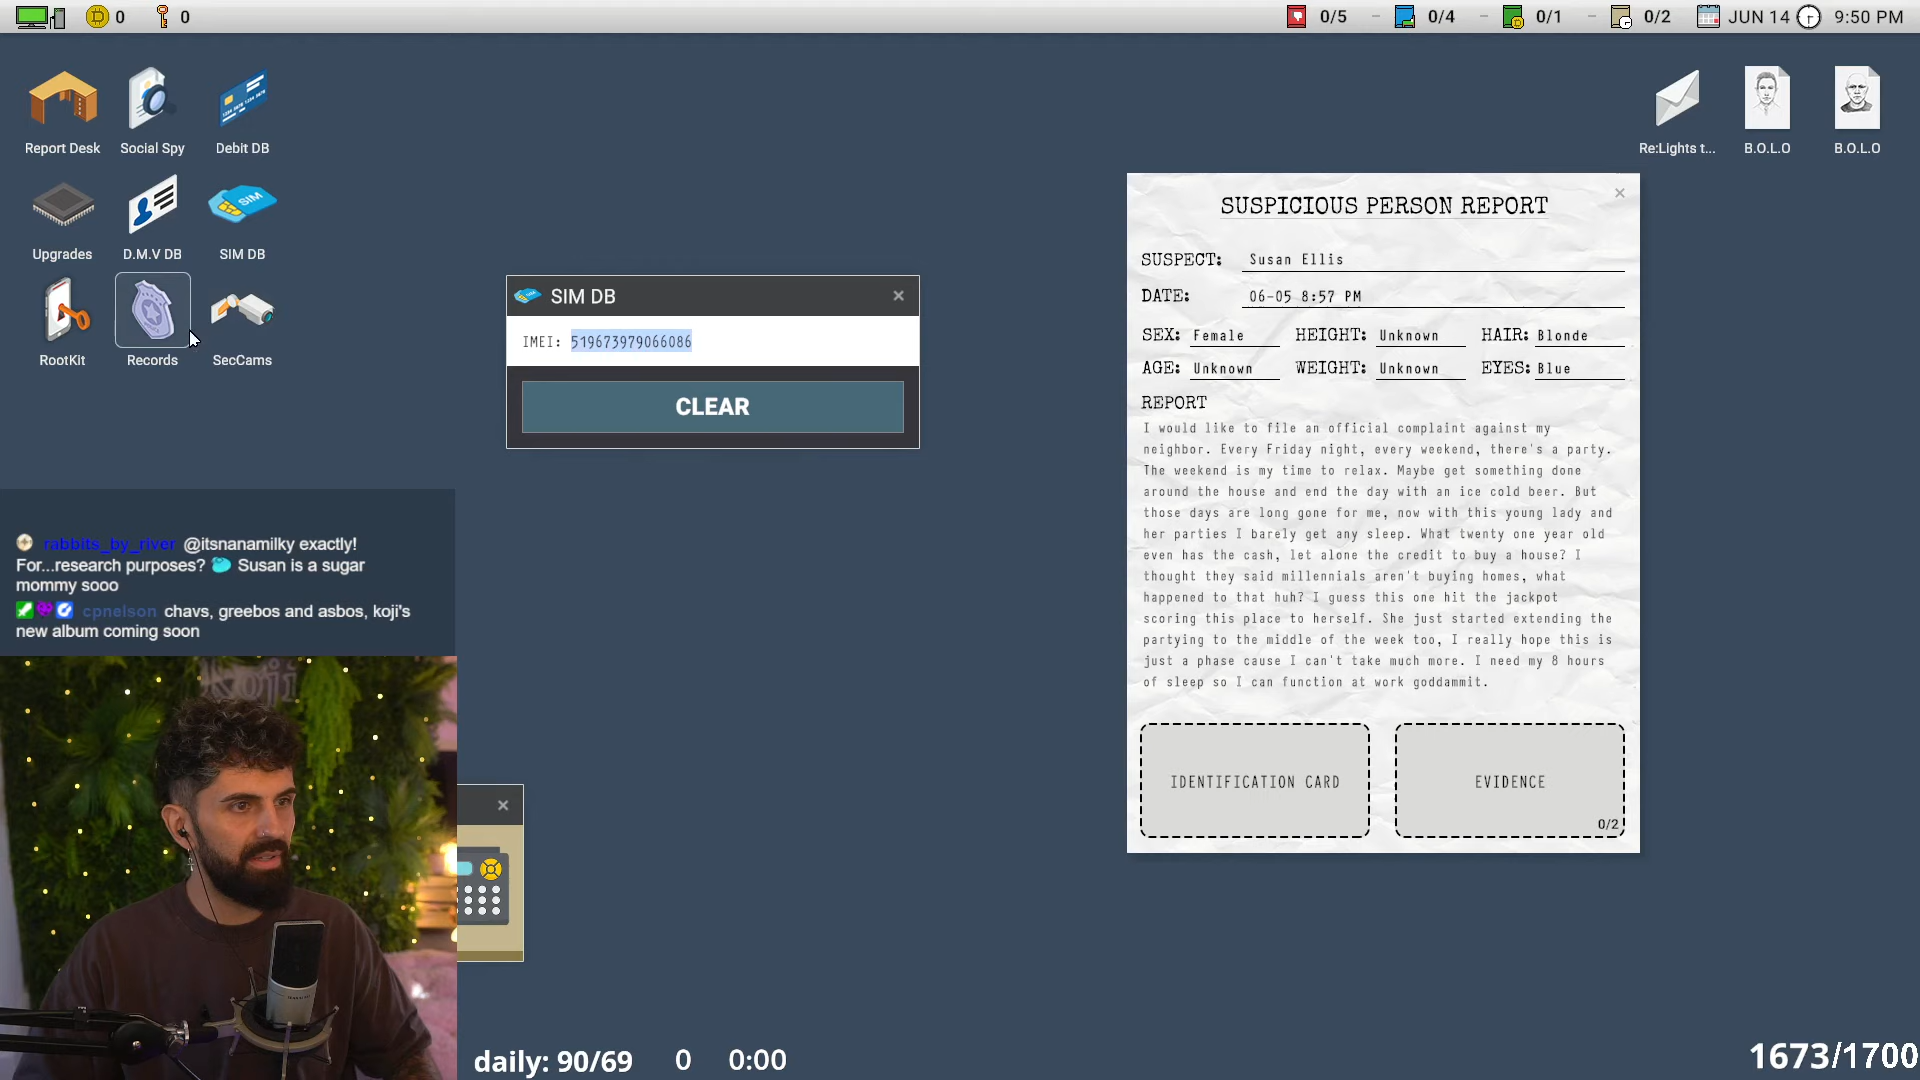 0
0
0/5
0/4
0/1
0/2
JUN 14
9:50 PM
Report Desk
Social Spy
Debit DB
Upgrades
D.M.V DB
SIM DB
RootKit
Records
SecCams
Re:Lights t...
B.O.L.O
B.O.L.O
SIM DB
IMEI: 519673979066086
CLEAR
SUSPICIOUS PERSON REPORT
SUSPECT: Susan Ellis
DATE: 06-05 8:57 PM
SEX: Female HEIGHT: Unknown HAIR: Blonde
AGE: Unknown WEIGHT: Unknown EYES: Blue
REPORT
I would like to file an official complaint against my
neighbor. Every Friday night, every weekend, there's a party.
The weekend is my time to relax. Maybe get something done
around the house and end the day with an ice cold beer. But
those days are long gone for me, now with this young lady and
her parties I barely get any sleep. What twenty one year old
even has the cash, let alone the credit to buy a house? I
thought they said millennials aren't buying homes, what
happened to that huh? I guess this one hit the jackpot
scoring this place to herself. She just started extending the
partying to the middle of the week too, I really hope this is
just a phase cause I can't take much more. I need my 8 hours
of sleep so I can function at work goddammit.
IDENTIFICATION CARD
EVIDENCE
0/2
rabbits_by_river @itsnanamilky exactly!
For...research purposes? Susan is a sugar
mommy sooo
cpnelson chavs, greebos and asbos, koji's
new album coming soon
Koji
daily: 90/69
0
0:00
1673/1700